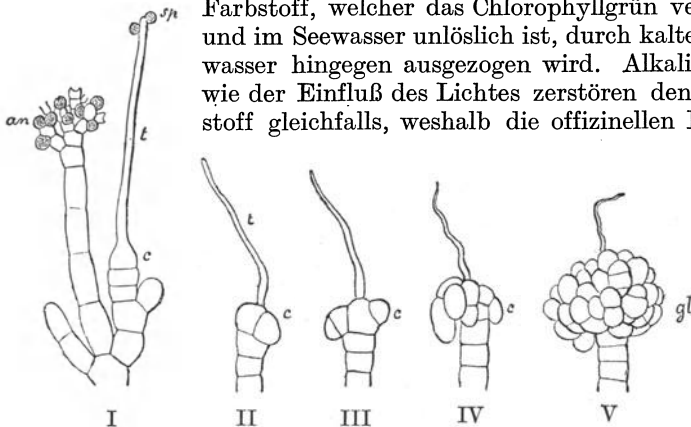 Farbstoff, welcher das Chlorophyllgrün ve
und im Seewasser unlöslich ist, durch kalte
wasser hingegen ausgezogen wird. Alkali
wie der Einfluß des Lichtes zerstören den
stoff gleichfalls, weshalb die offizinellen
sp
an
t
c
t
c
c
c
gl
I II III IV V